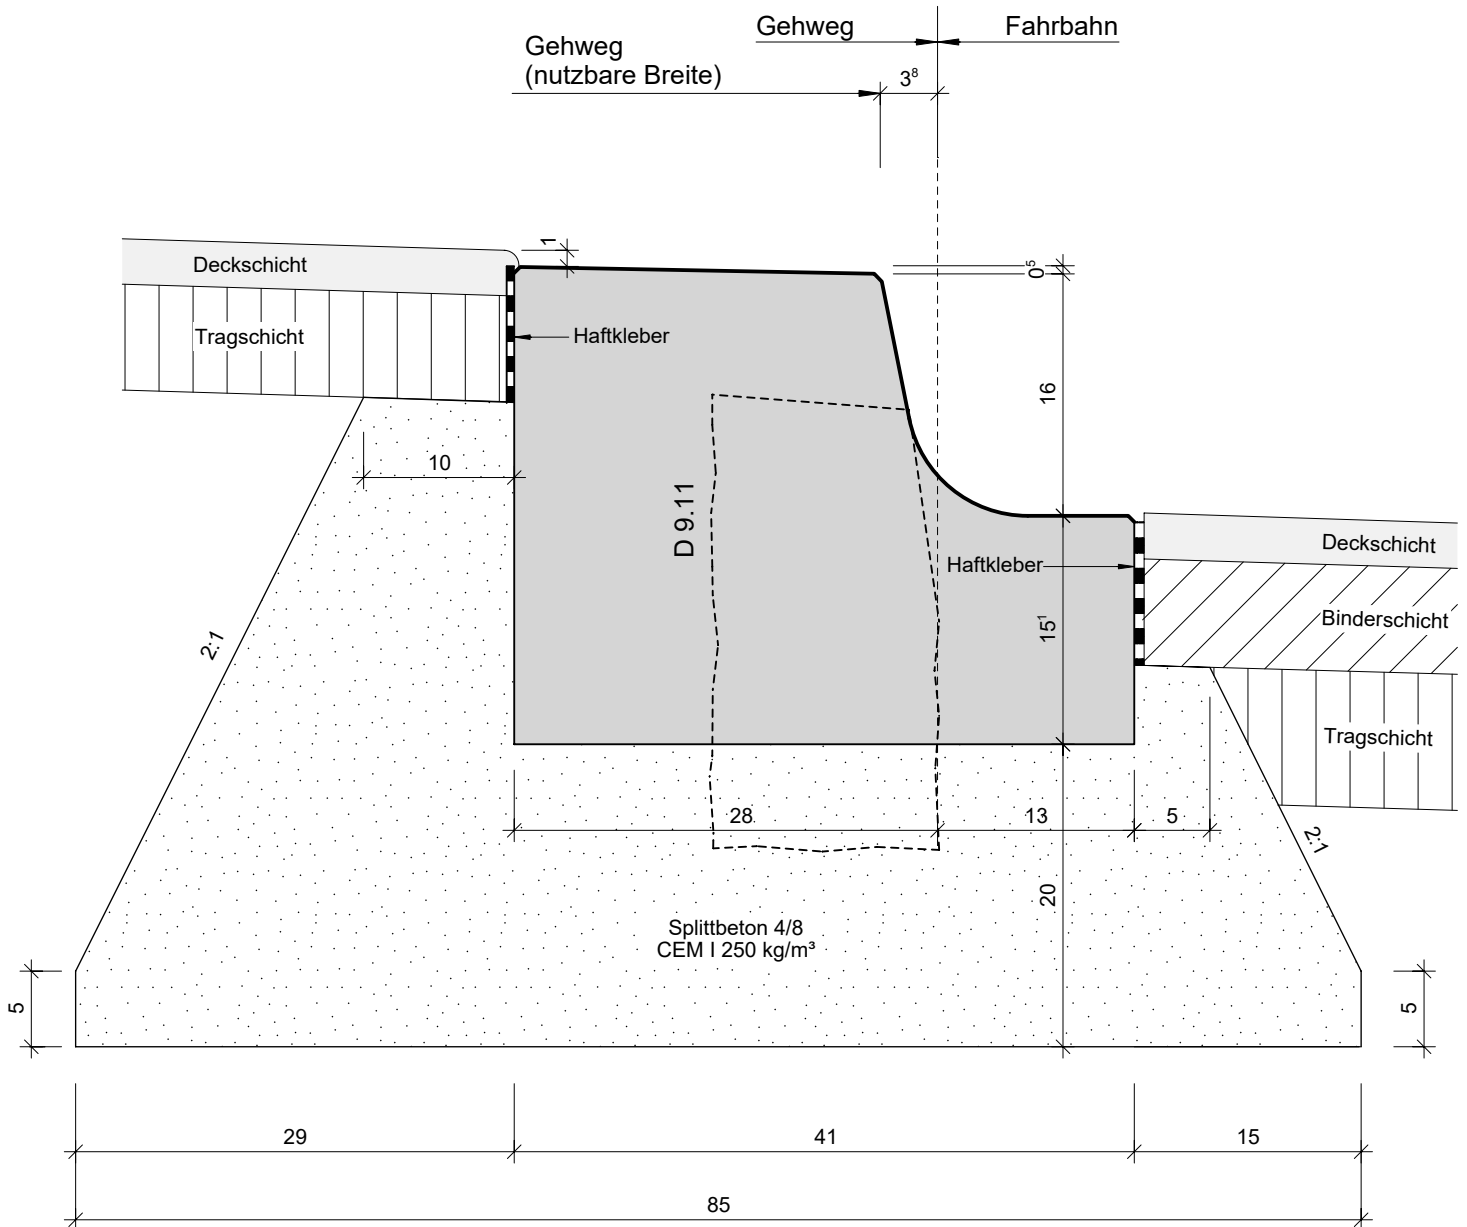 Gehweg
Fahrbahn
Gehweg
(nutzbare Breite)
3⁸
1
0⁵
Deckschicht
Tragschicht
Haftkleber
16
10
D 9.11
Deckschicht
Haftkleber
Binderschicht
15¹
2:1
Tragschicht
28
13
5
2:1
20
Splittbeton 4/8
CEM I 250 kg/m³
5
5
29
41
15
85